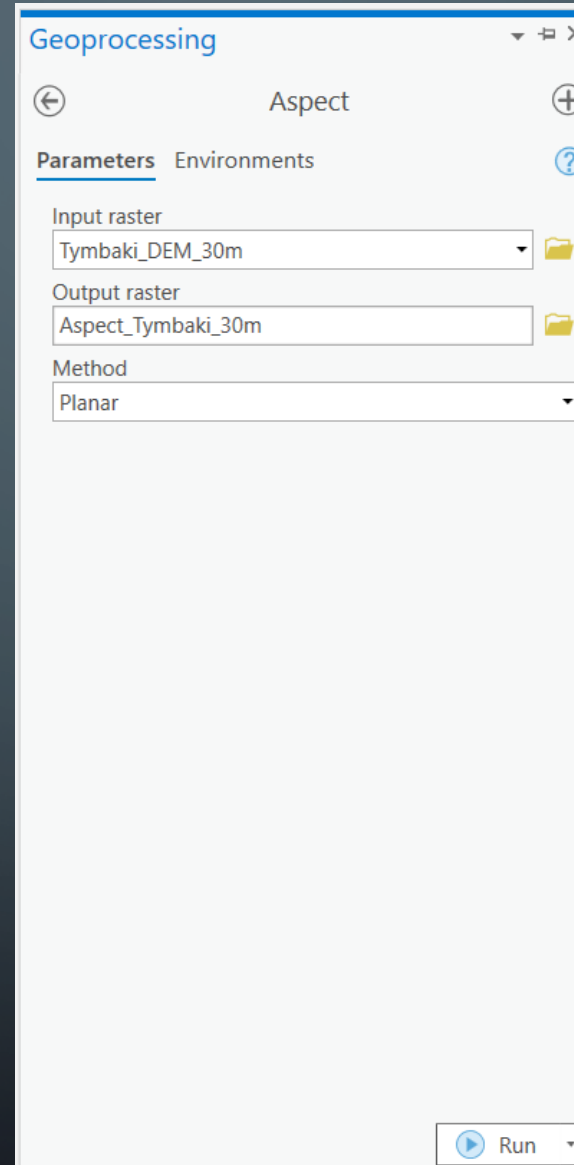 Geoprocessing
Aspect
Parameters Environments
Input raster
Tymbaki_DEM_30m
Output raster
Aspect_Tymbaki_30m
Method
Planar
Run